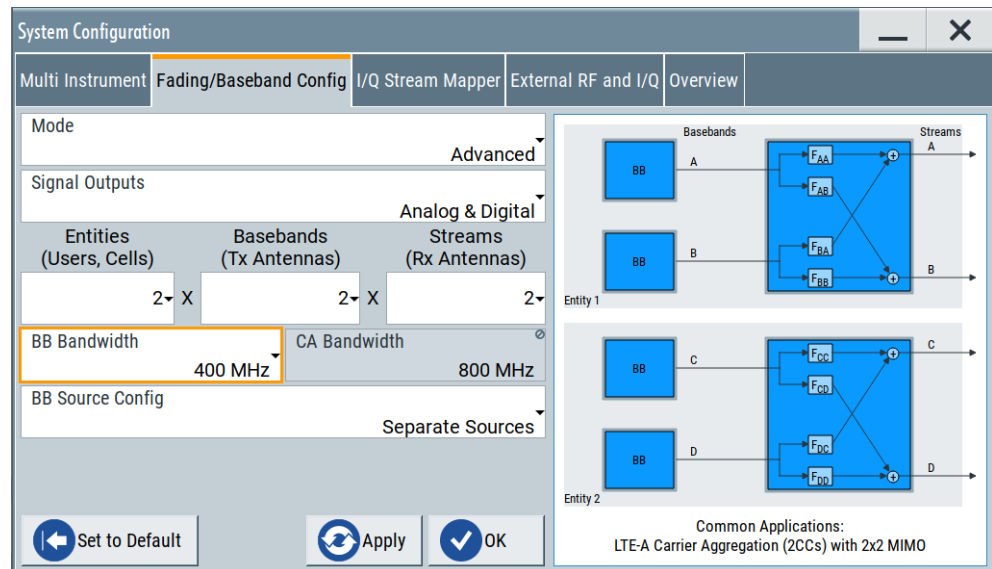 System Configuration
Multi Instrument Fading/Baseband Config I/Q Stream Mapper External RF and I/Q Overview
Mode
Advanced
Signal Outputs
Analog & Digital
Entities
(Users, Cells)
Basebands
(Tx Antennas)
Streams
(Rx Antennas)
2 X 2 X 2
BB Bandwidth
400 MHz
CA Bandwidth
800 MHz
BB Source Config
Separate Sources
Set to Default
Apply
OK
Basebands
Streams
BB
A
FAA
A
FAB
BB
B
FBA
B
FBB
Entity 1
BB
C
FCC
C
FCD
BB
D
FDC
D
FDD
Entity 2
Common Applications:
LTE-A Carrier Aggregation (2CCs) with 2x2 MIMO